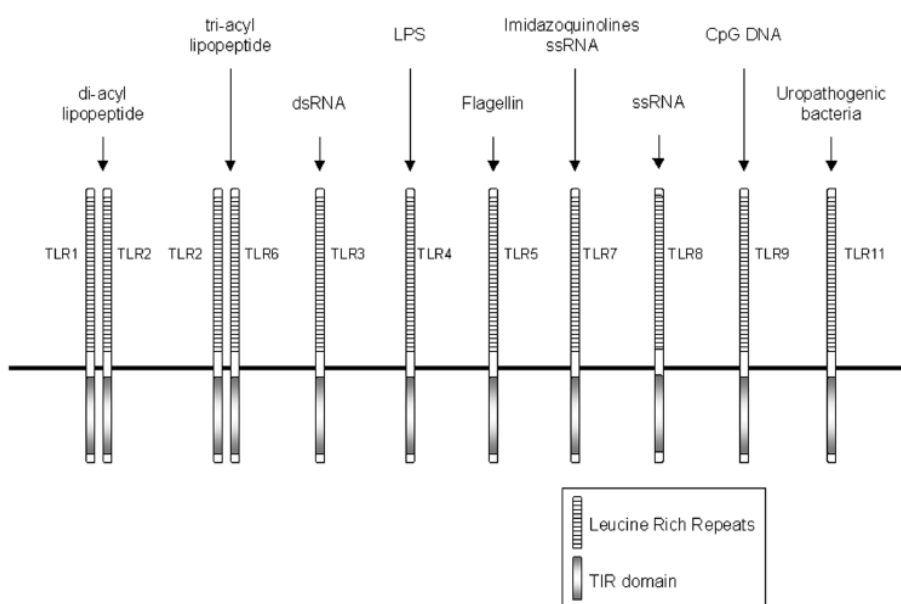 tri-acyl
lipopeptide
LPS
Imidazoquinolines
ssRNA
CpG DNA
di-acyl
lipopeptide
dsRNA
Flagellin
ssRNA
Uropathogenic
bacteria
TLR1
TLR2
TLR2
TLR6
TLR3
TLR4
TLR5
TLR7
TLR8
TLR9
TLR11
Leucine Rich Repeats
TIR domain